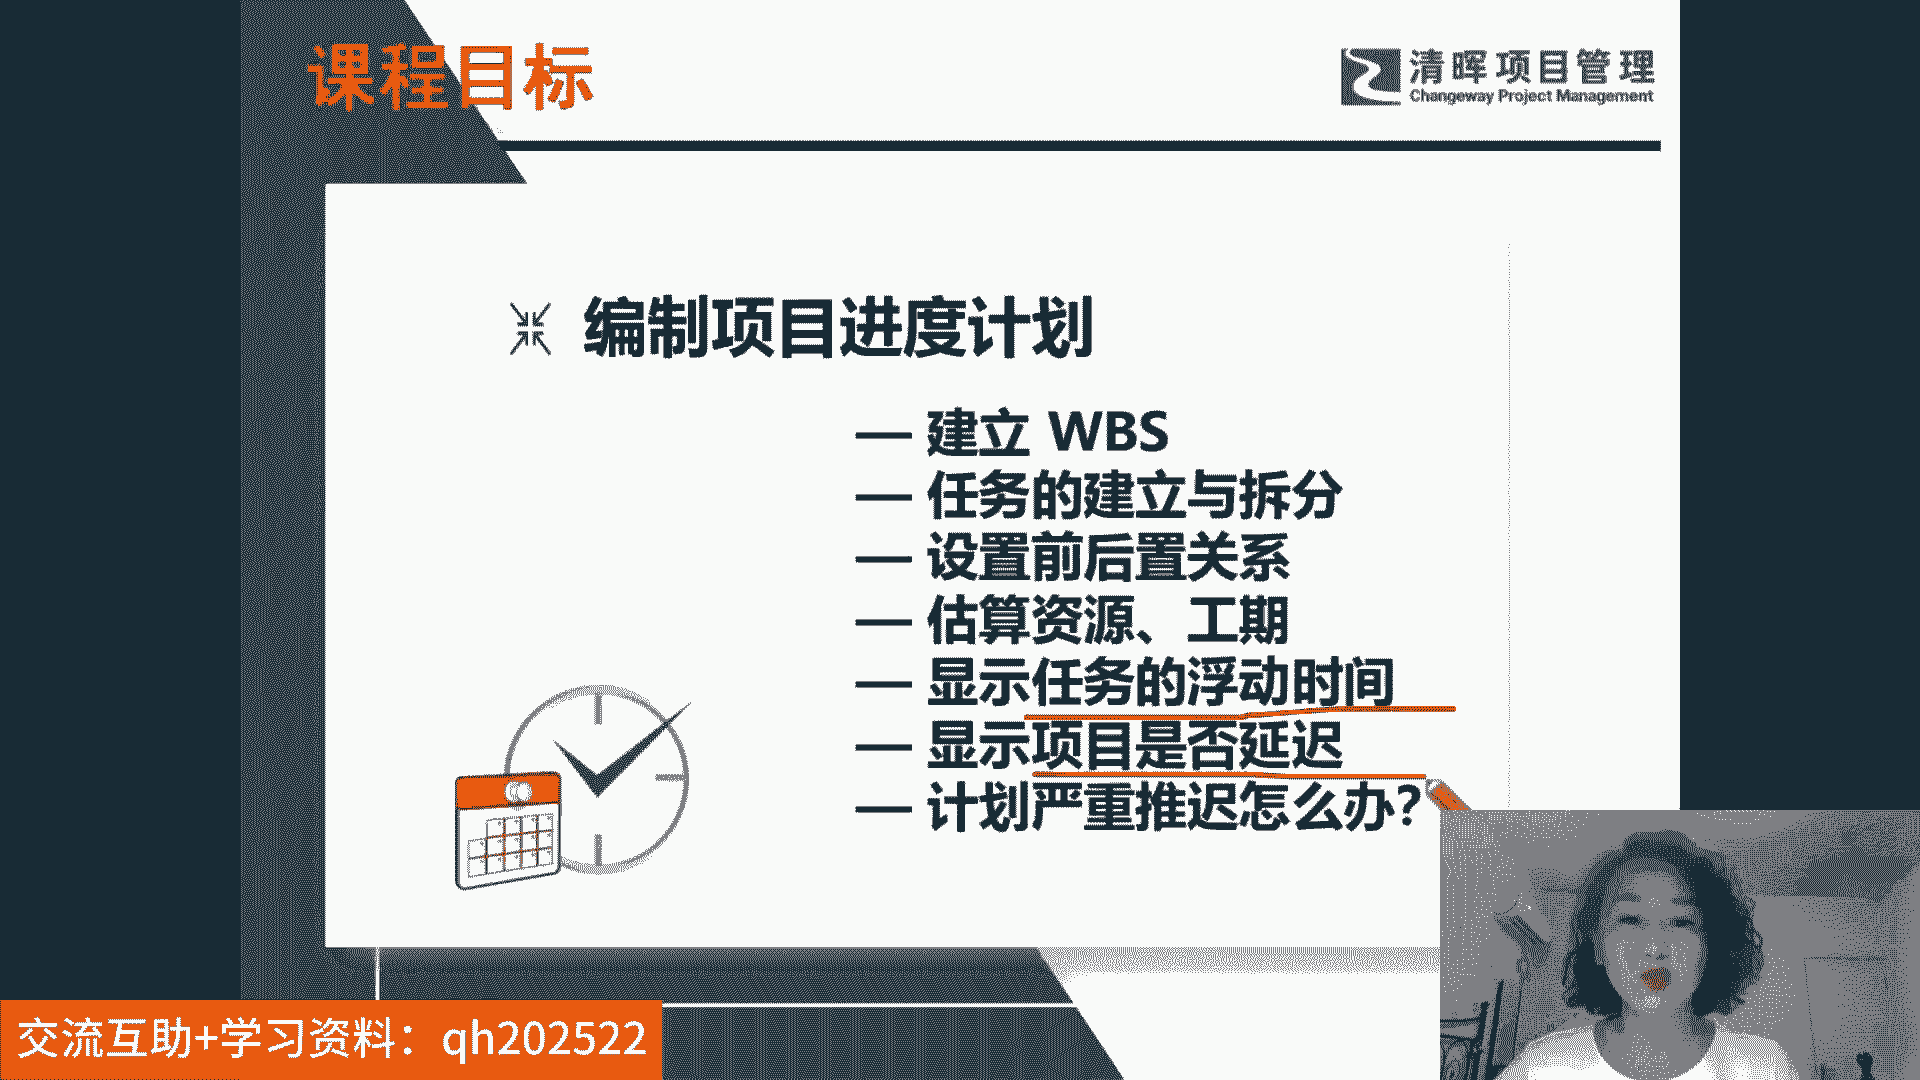 课程目标
清晖项目管理
Changeway Project Management
编制项目进度计划
— 建立 WBS
— 任务的建立与拆分
— 设置前后置关系
— 估算资源、工期
— 显示任务的浮动时间
— 显示项目是否延迟
— 计划严重推迟怎么办？
交流互助+学习资料：qh202522